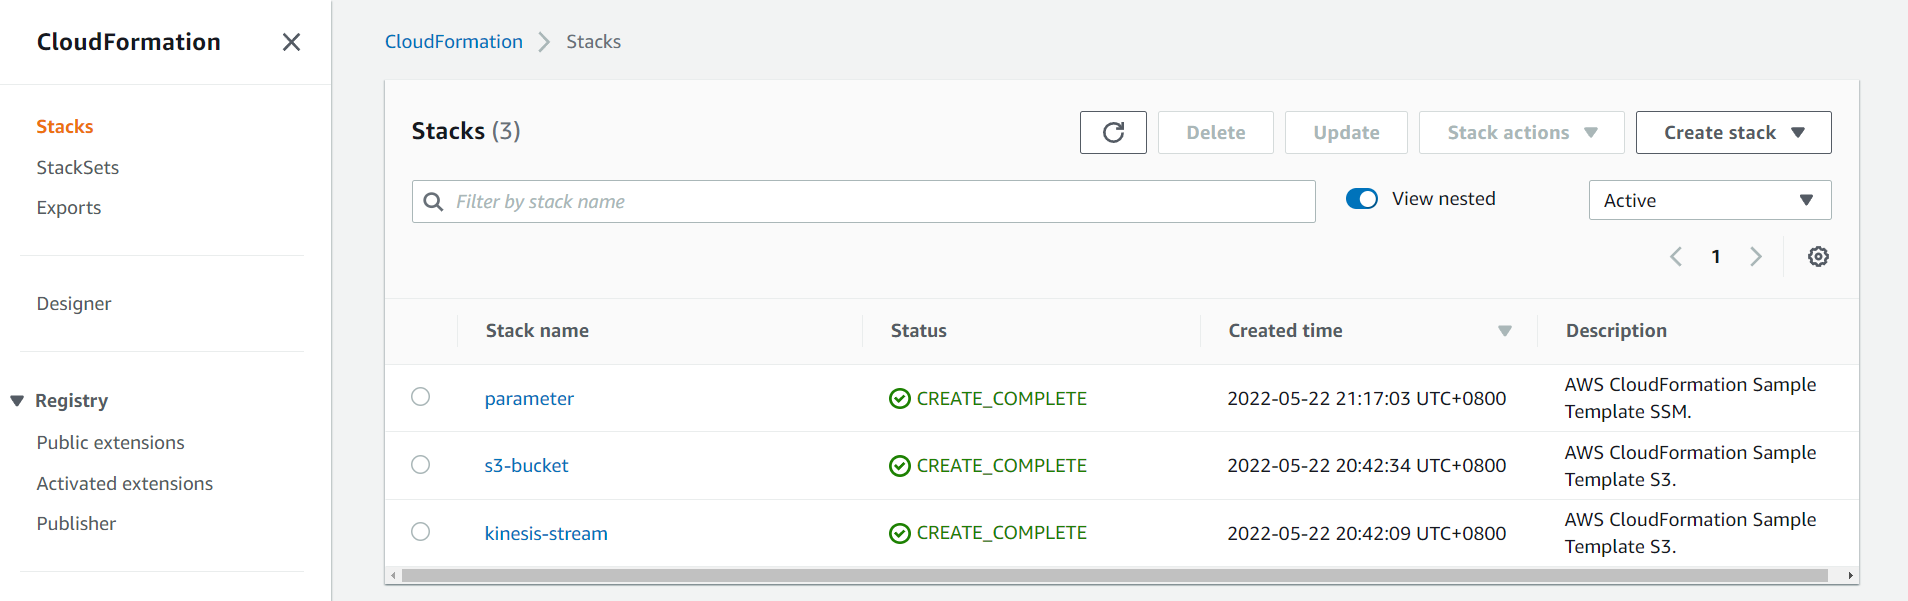 CloudFormation
Stacks
StackSets
Exports
Designer
Registry
Public extensions
Activated extensions
Publisher
CloudFormation > Stacks
Stacks (3)
Delete
Update
Stack actions
Create stack
Filter by stack name
View nested
Active
1
Stack name Status Created time Description
parameter CREATE_COMPLETE 2022-05-22 21:17:03 UTC+0800 AWS CloudFormation Sample
Template SSM.
s3-bucket CREATE_COMPLETE 2022-05-22 20:42:34 UTC+0800 AWS CloudFormation Sample
Template S3.
kinesis-stream CREATE_COMPLETE 2022-05-22 20:42:09 UTC+0800 AWS CloudFormation Sample
Template S3.